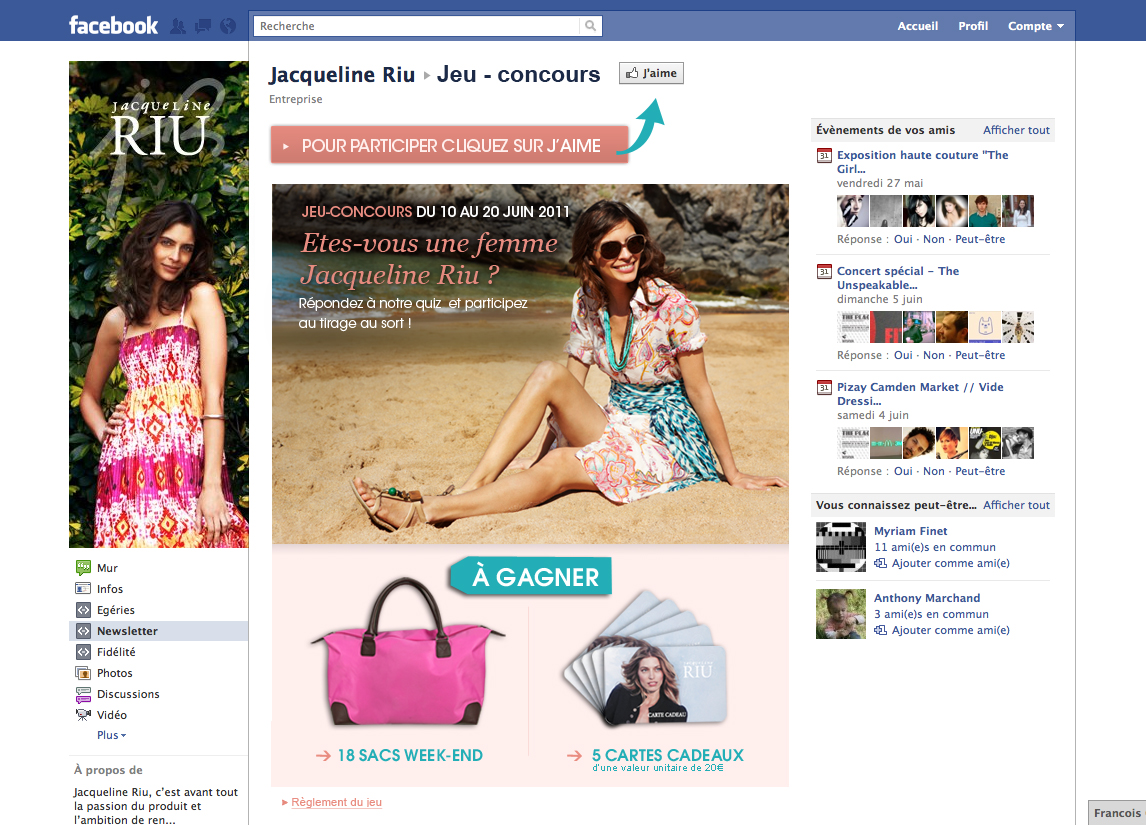 facebook
Recherche
Accueil Profil Compte
JACQUELINE
RIU
Jacqueline Riu ▸ Jeu - concours
J'aime
Entreprise
POUR PARTICIPER CLIQUEZ SUR J'AIME
JEU-CONCOURS DU 10 AU 20 JUIN 2011
Etes-vous une femme
Jacqueline Riu ?
Répondez à notre quiz et participez
au tirage au sort !
À GAGNER
JACQUELINE
RIU
CARTE CADEAU
→ 18 SACS WEEK-END
→ 5 CARTES CADEAUX
d'une valeur unitaire de 20€
▸ Règlement du jeu
Mur
Infos
Egéries
Newsletter
Fidélité
Photos
Discussions
Vidéo
Plus
À propos de
Jacqueline Riu, c'est avant tout
la passion du produit et
l'ambition de ren...
Évènements de vos amis Afficher tout
31 Exposition haute couture "The
Girl...
vendredi 27 mai
Réponse : Oui · Non · Peut-être
31 Concert spécial - The
Unspeakable...
dimanche 5 juin
Réponse : Oui · Non · Peut-être
31 Pizay Camden Market // Vide
Dressi...
samedi 4 juin
Réponse : Oui · Non · Peut-être
Vous connaissez peut-être... Afficher tout
Myriam Finet
11 ami(e)s en commun
Ajouter comme ami(e)
Anthony Marchand
3 ami(e)s en commun
Ajouter comme ami(e)
Francois